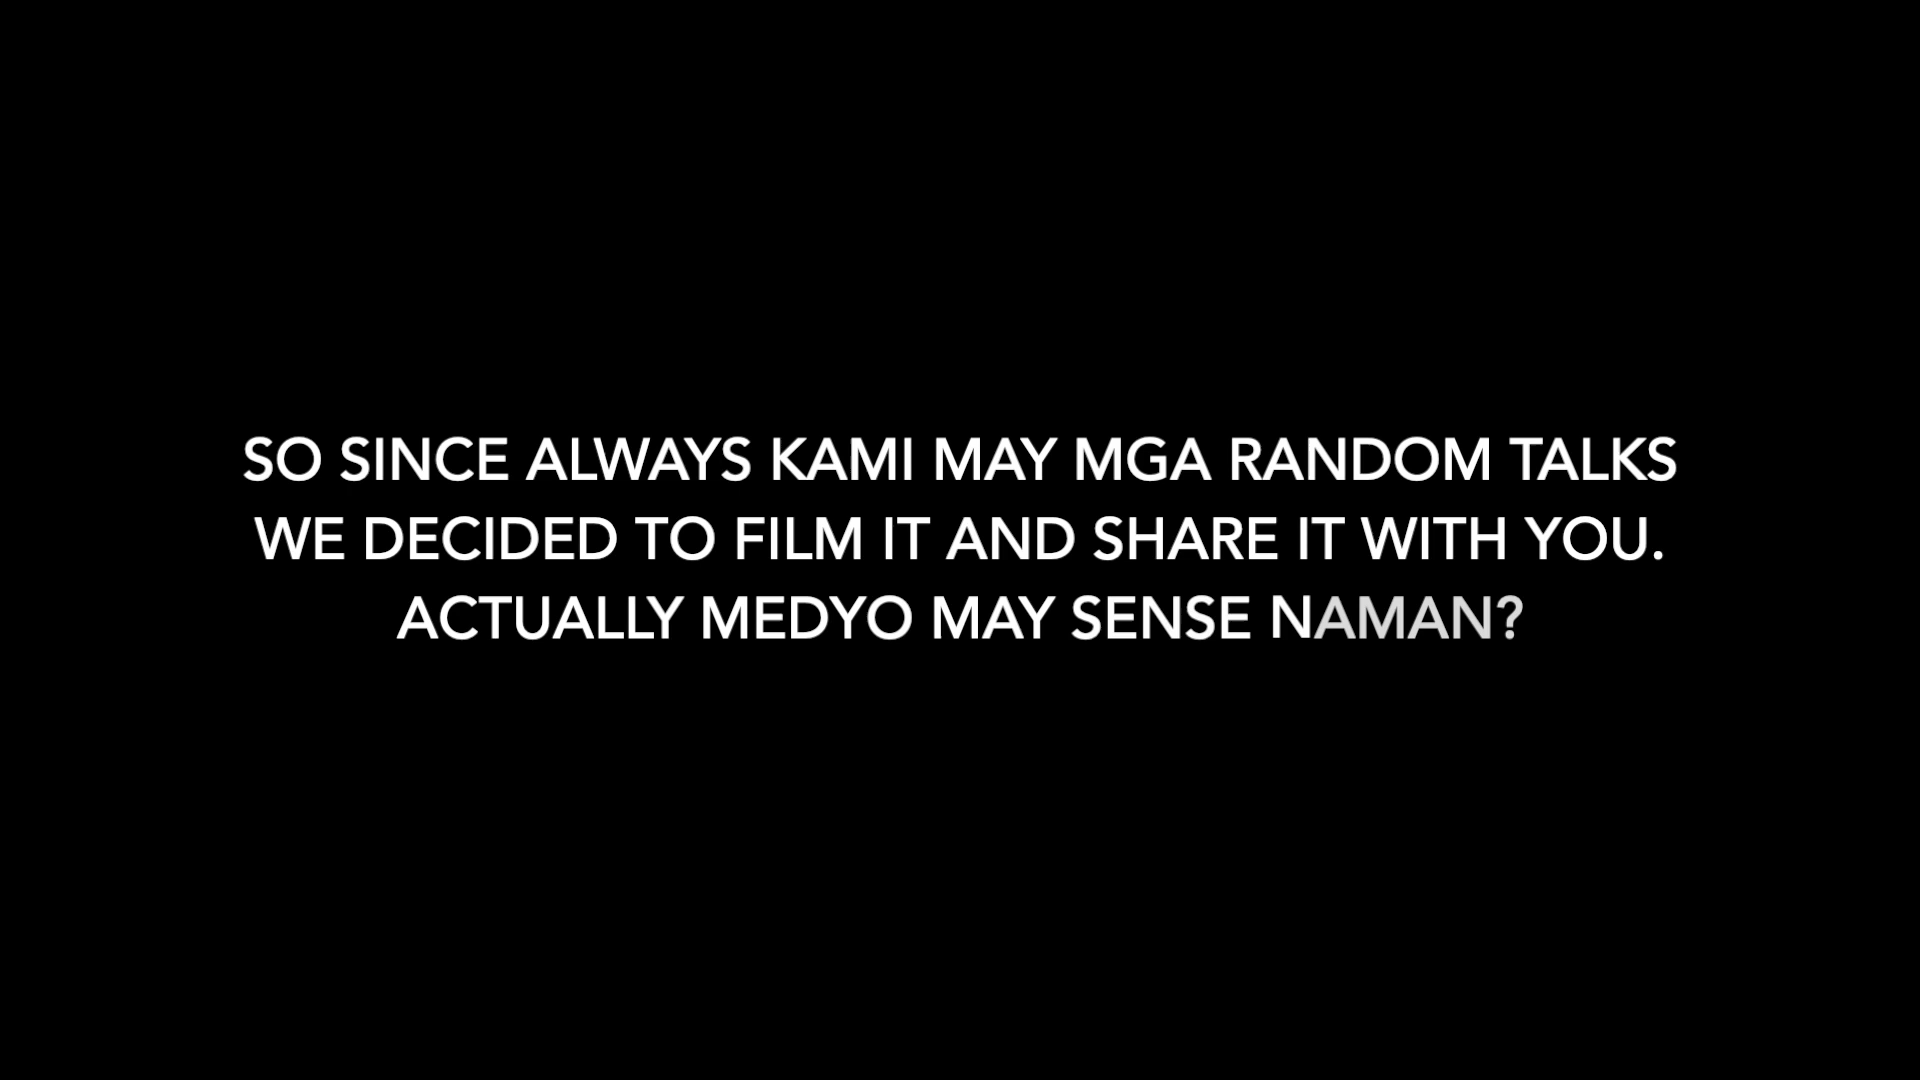 SO SINCE ALWAYS KAMI MAY MGA RANDOM TALKS
WE DECIDED TO FILM IT AND SHARE IT WITH YOU.
ACTUALLY MEDYO MAY SENSE NAMAN?